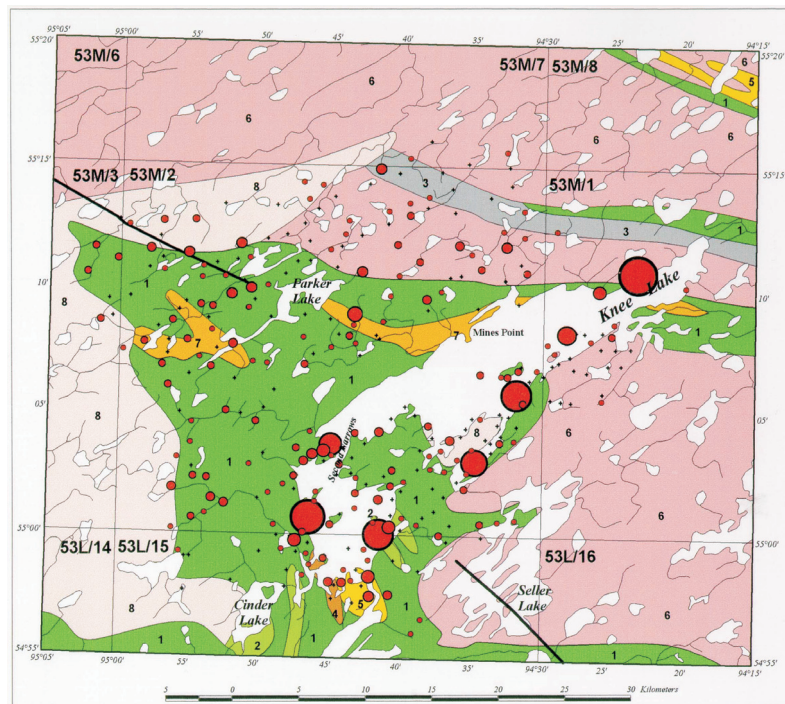 95°05' 95°00' 55 50 45 40 35 94°30' 20 94°15'
55°20' 53M/6 53M/7 53M/8 6 5 55°20'
6 6 1
6 6
55°15' 55°15'
53M/3 53M/2 8 3 53M/1
1
3
10' 1 Parker Lake Knee Lake 10'
8 7 7 Mines Point 1
1
05' 8 8 6 05'
Second Narrows
1 1 6
2
55°00' 55°00'
53L/14 53L/15 53L/16
8 Cinder Lake 4 5 1 Seller Lake 6
1 2 1 1
54°55' 54°55'
95°05' 95°00' 55 50 45 40 94°30' 20 94°15'
5 0 5 10 15 20 25 30 Kilometers